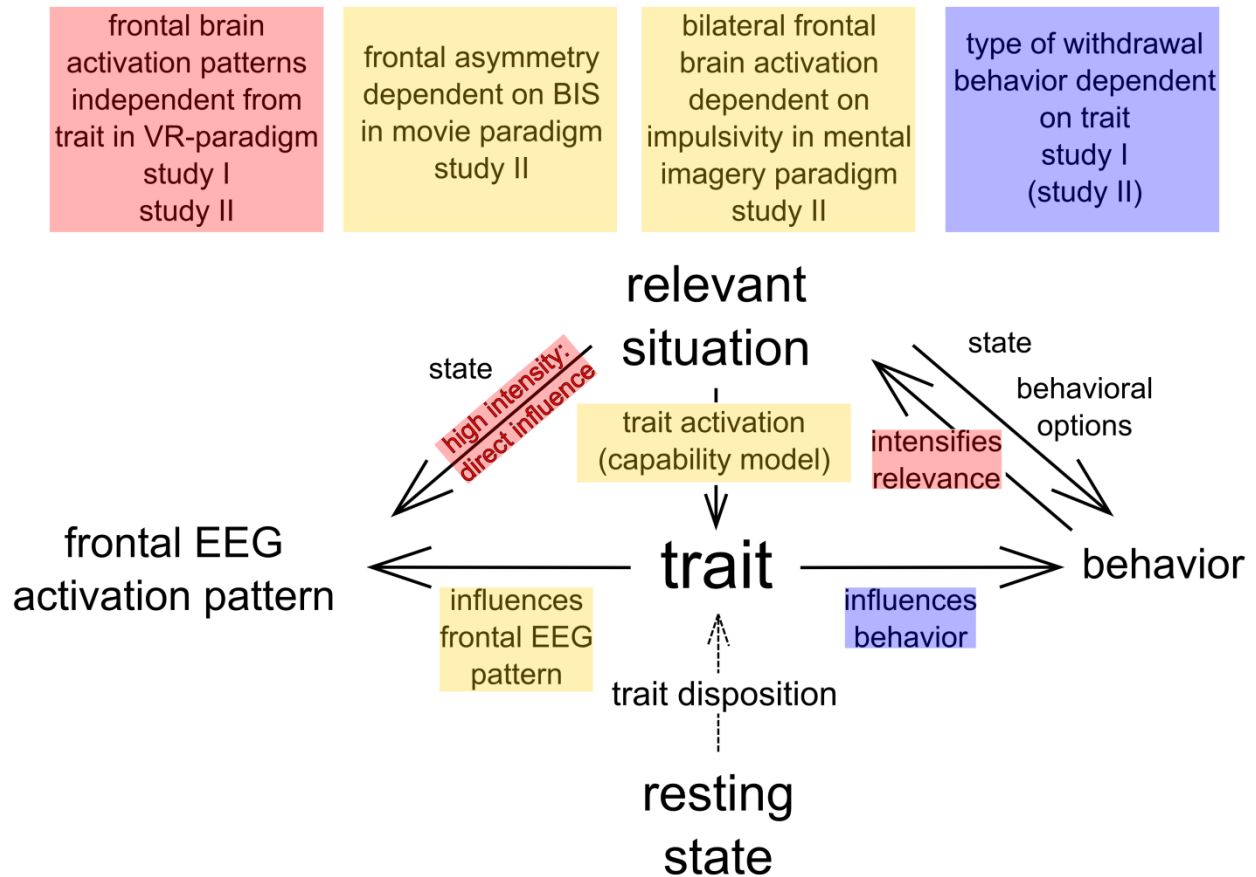 frontal brain
activation patterns
independent from
trait in VR-paradigm
study I
study II
frontal asymmetry
dependent on BIS
in movie paradigm
study II
bilateral frontal
brain activation
dependent on
impulsivity in mental
imagery paradigm
study II
type of withdrawal
behavior dependent
on trait
study I
(study II)
relevant
situation
state
high intensity:
direct influence
trait activation
(capability model)
state
behavioral
options
intensifies
relevance
frontal EEG
activation pattern
trait
behavior
influences
frontal EEG
pattern
influences
behavior
trait disposition
resting
state